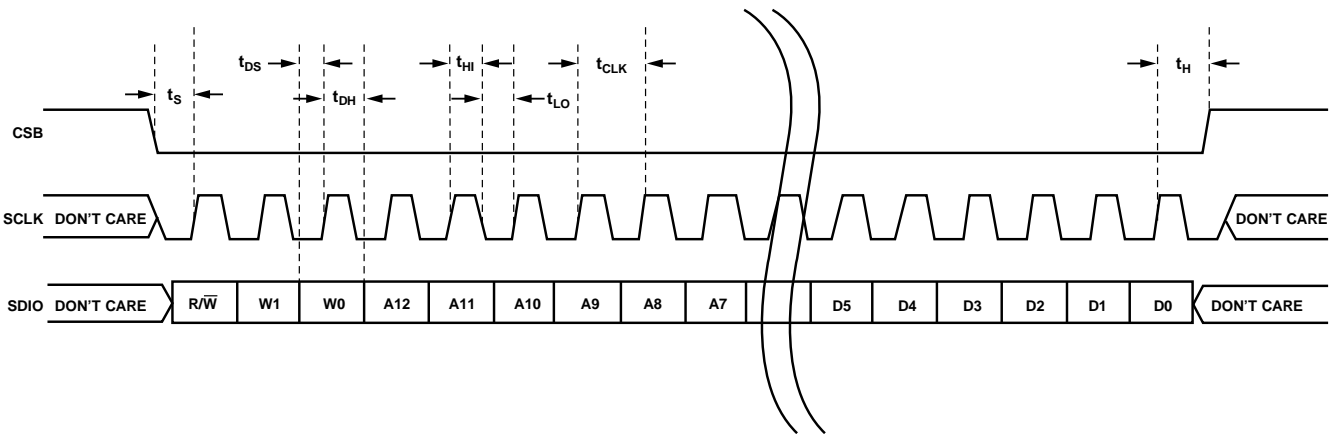 tDS tHI tCLK tH
tS tDH tLO
CSB
SCLK DON'T CARE DON'T CARE
SDIO DON'T CARE R/W̅ W1 W0 A12 A11 A10 A9 A8 A7 D5 D4 D3 D2 D1 D0 DON'T CARE